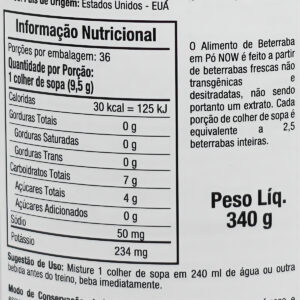 País de Origem: Estados Unidos - EUA
Informação Nutricional
Porções por embalagem: 36
Quantidade por Porção:
1 colher de sopa (9,5 g)
Calorias 30 kcal = 125 kJ
Gorduras Totais 0 g
Gorduras Saturadas 0 g
Gorduras Trans 0 g
Carboidratos Totais 7 g
Açúcares Totais 4 g
Açúcares Adicionados 0 g
Sódio 50 mg
Potássio 234 mg
O Alimento de Beterraba
em Pó NOW é feito a partir
de beterrabas frescas não
transgênicas e
desitradadas, não sendo
portanto um extrato. Cada
porção de colher de sopa é
equivalente a 2,5
beterrabas inteiras.
Peso Líq.
340 g
Sugestão de Uso: Misture 1 colher de sopa em 240 ml de água ou outra
bebida antes do treino, beba imediatamente.
Modo de Conservação